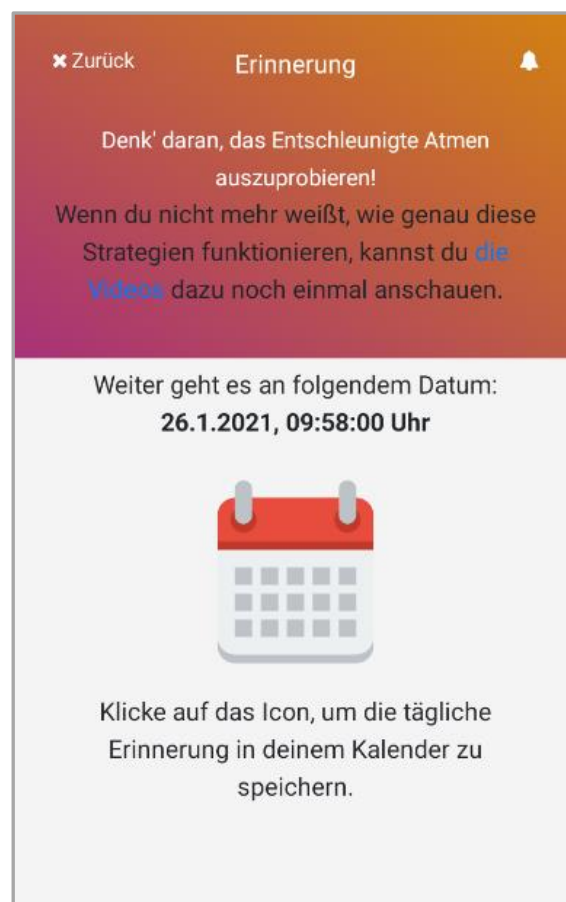 ✖ Zurück Erinnerung
Denk' daran, das Entschleunigte Atmen
auszuprobieren!
Wenn du nicht mehr weißt, wie genau diese
Strategien funktionieren, kannst du die
Videos dazu noch einmal anschauen.
Weiter geht es an folgendem Datum:
26.1.2021, 09:58:00 Uhr
Klicke auf das Icon, um die tägliche
Erinnerung in deinem Kalender zu
speichern.